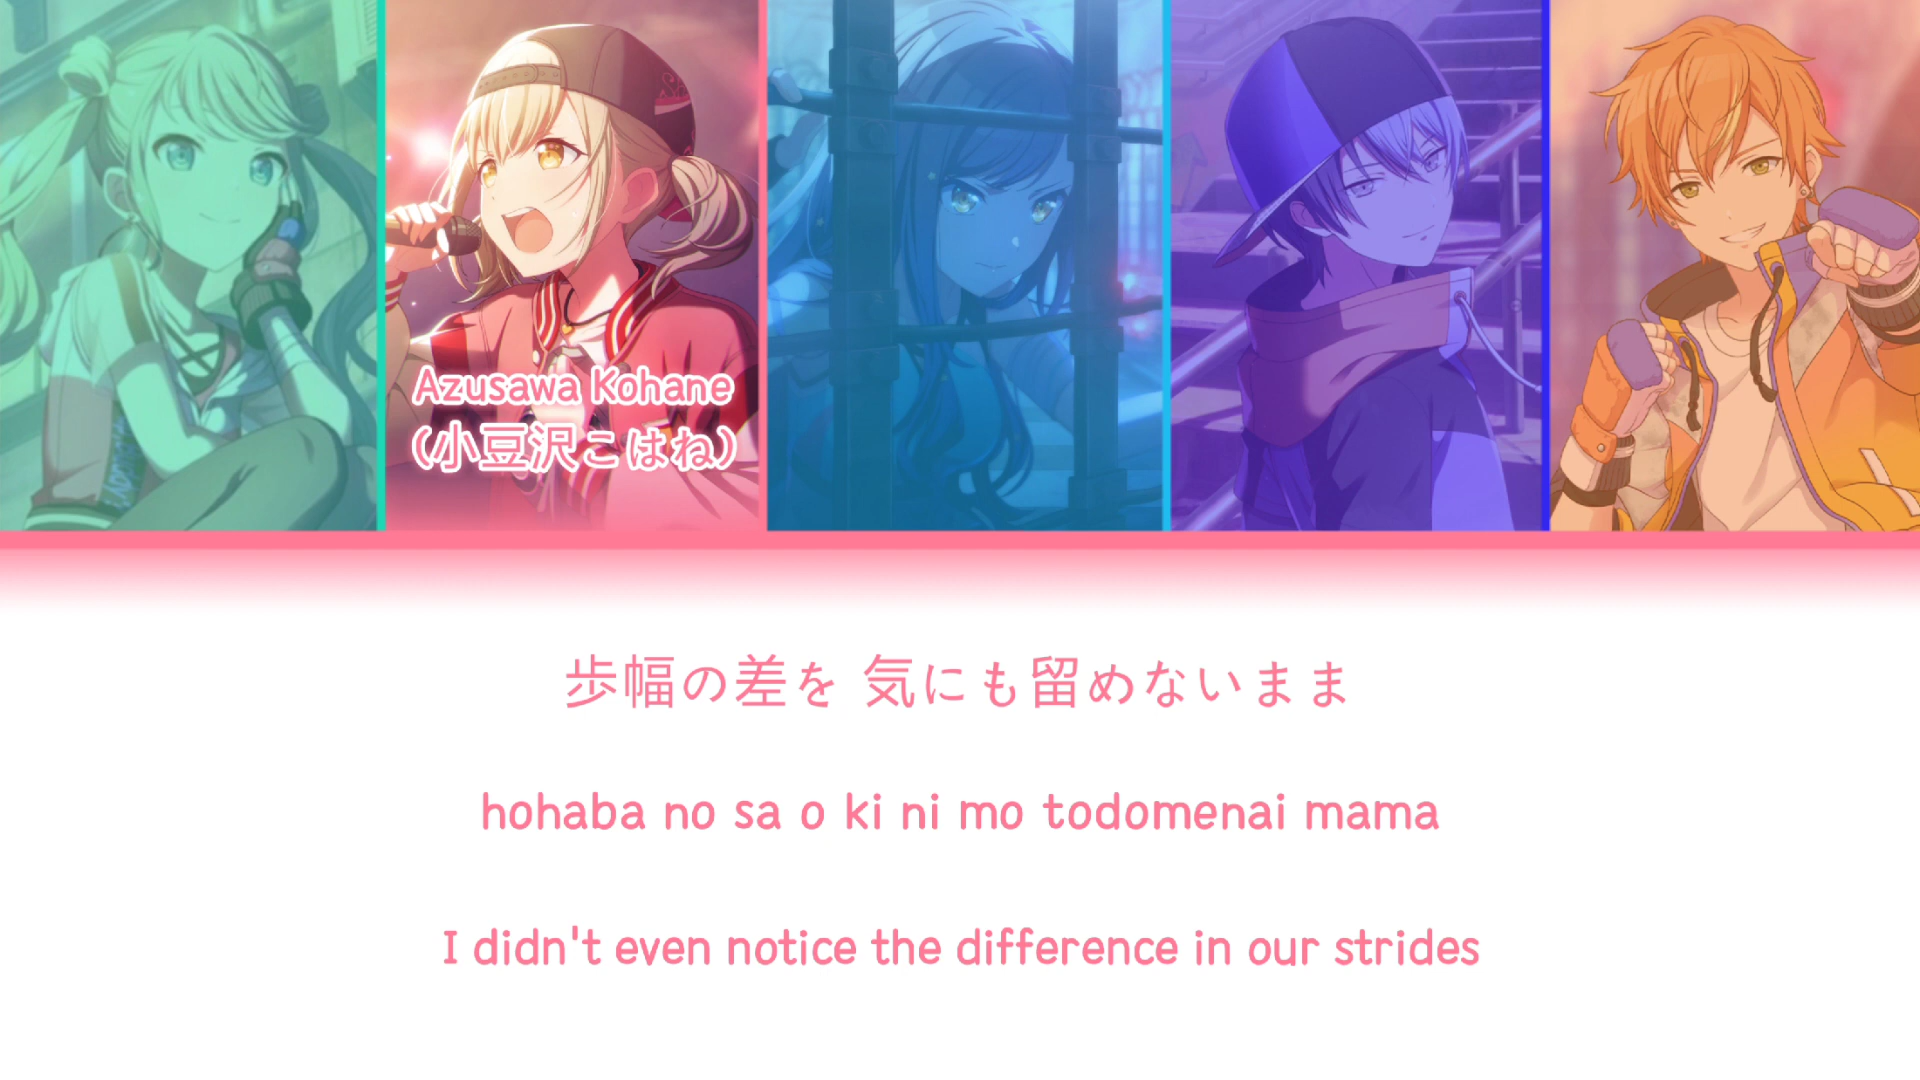 Azusawa Kohane
(小豆沢こはね)
歩幅の差を 気にも留めないまま
hohaba no sa o ki ni mo todomenai mama
I didn't even notice the difference in our strides